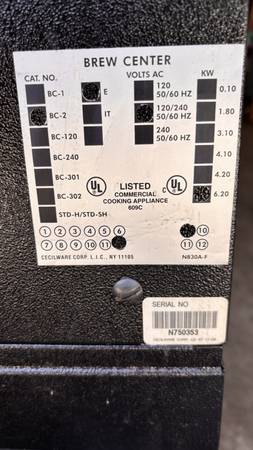 BREW CENTER
CAT. NO. VOLTS AC KW
BC-1 E 120 50/60 HZ 0.10
BC-2 IT 120/240 50/60 HZ 1.80
BC-120 240 50/60 HZ 3.10
BC-240 4.10
BC-301 4.20
BC-302 6.20
STD-H/STD-SH
UL LISTED C UL
COMMERCIAL
COOKING APPLIANCE
609C
1 2 3 4 5 6 10
7 8 9 10 11 11 12
CECILWARE CORP. L.I.C., NY 11105 N830A-F
SERIAL NO
N750353